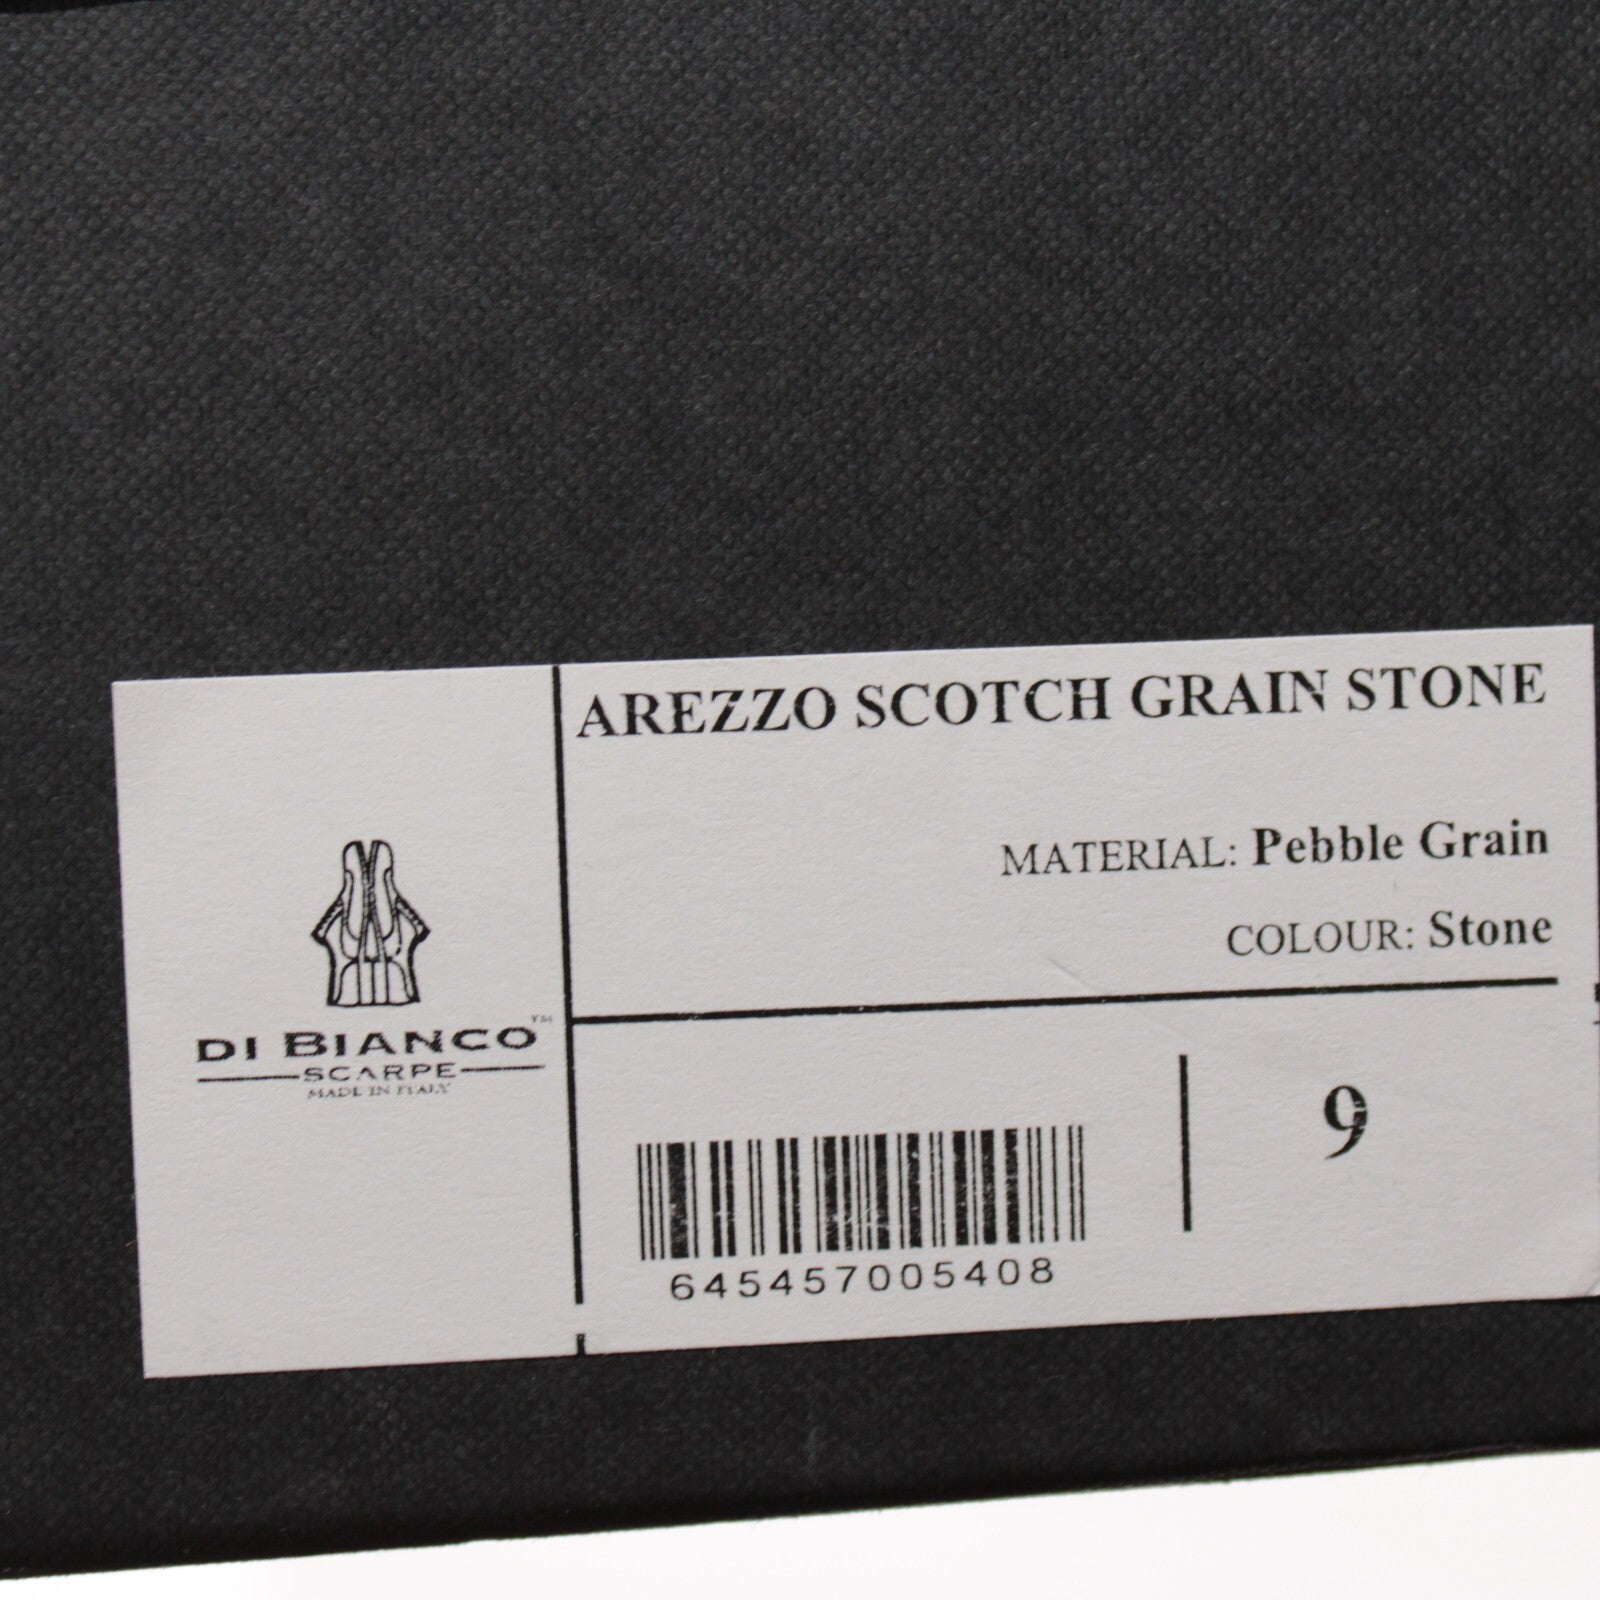 AREZZO SCOTCH GRAIN STONE
MATERIAL: Pebble Grain
COLOUR: Stone
DI BIANCO™
SCARPE
MADE IN ITALY
9
645457005408